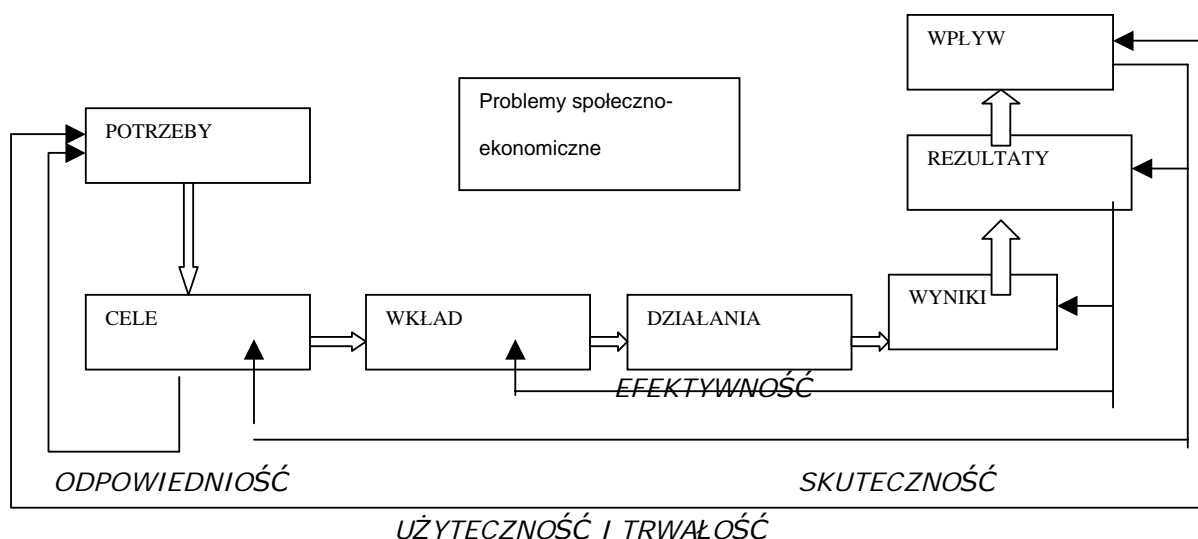 WPŁYW
Problemy społeczno-
ekonomiczne
POTRZEBY
REZULTATY
CELE
WKŁAD
DZIAŁANIA
WYNIKI
EFEKTYWNOŚĆ
ODPOWIEDNIOŚĆ
SKUTECZNOŚĆ
UŻYTECZNOŚĆ I TRWAŁOŚĆ